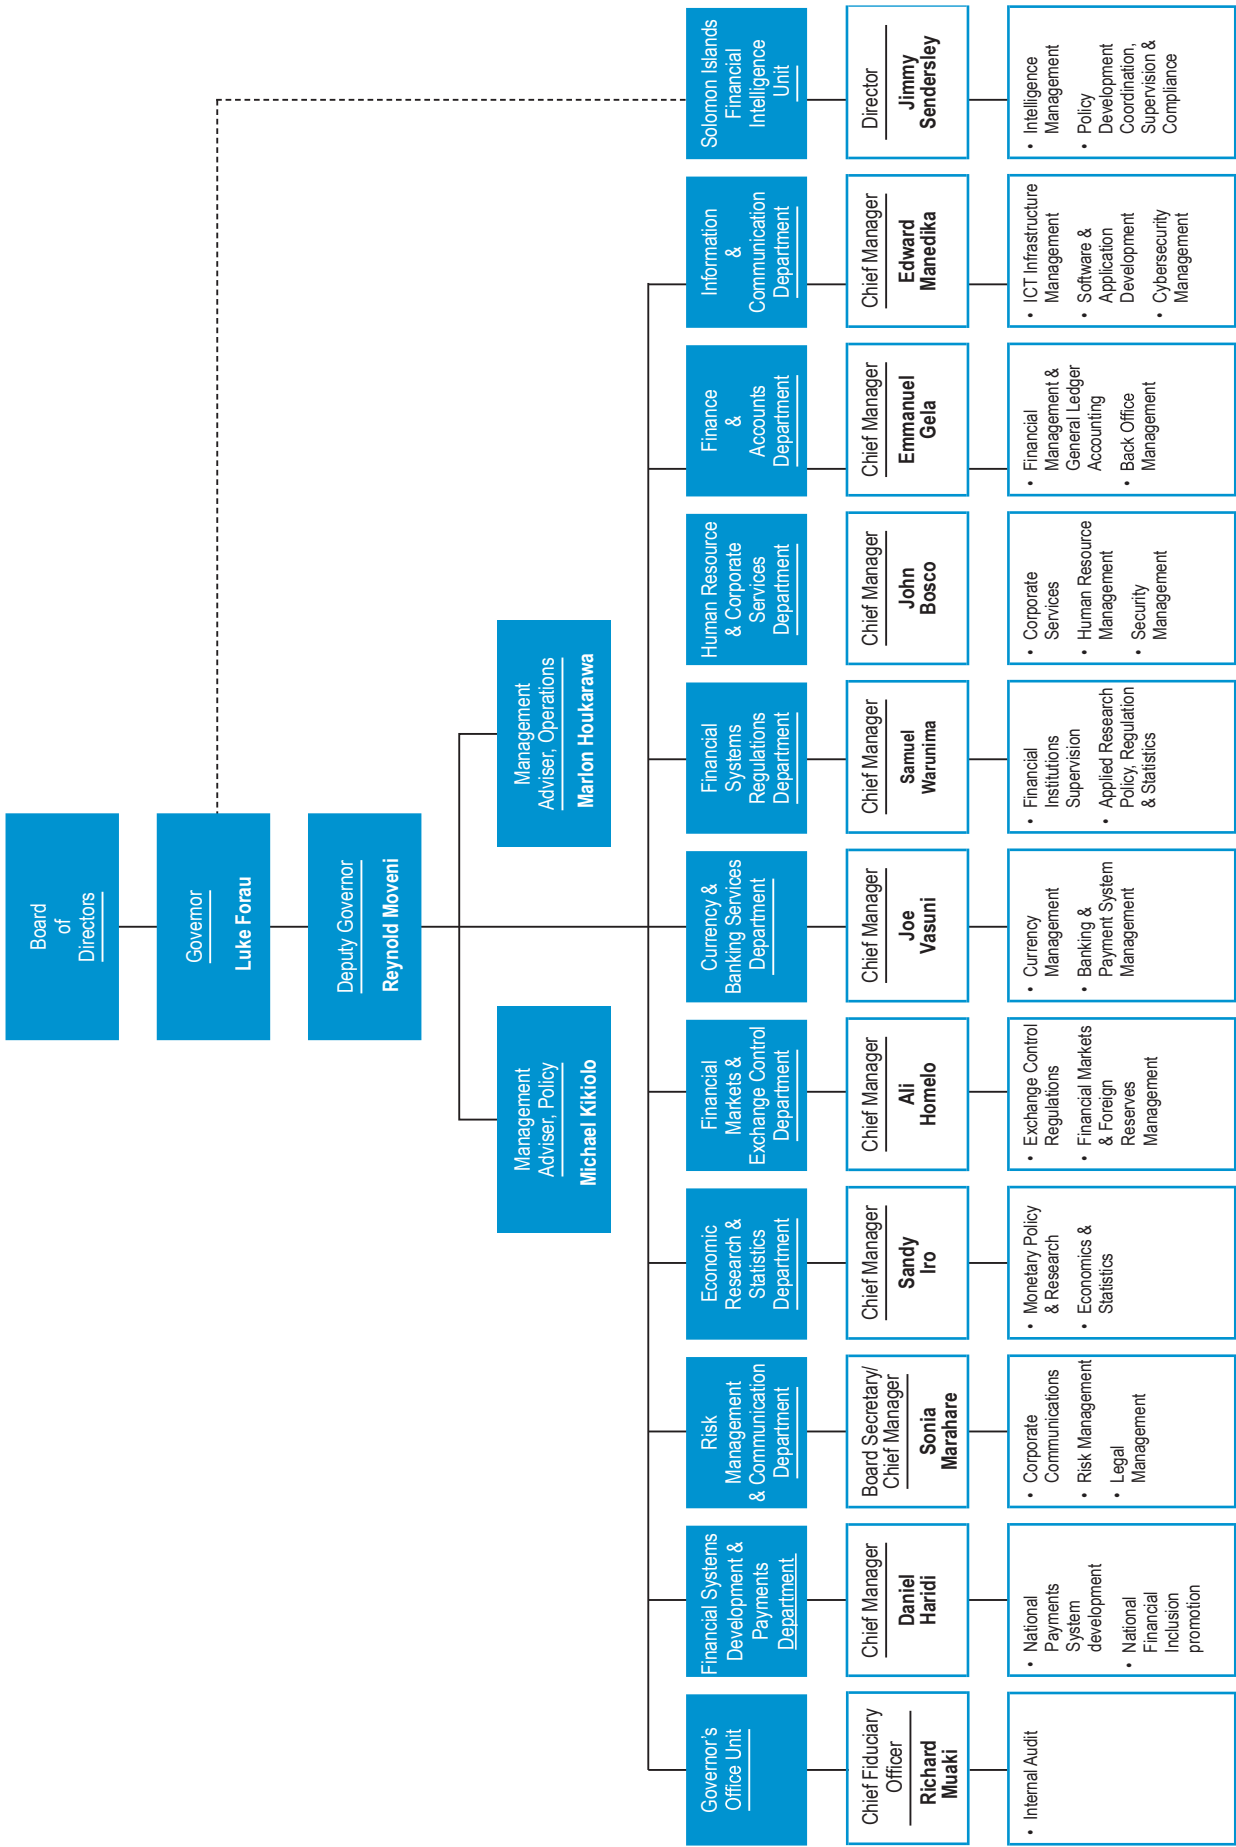 Board
of
Directors
Governor
Luke Forau
Deputy Governor
Reynold Moveni
Management
Adviser, Policy
Michael Kikiolo
Management
Adviser, Operations
Marlon Houkarawa
Governor's
Office Unit
Chief Fiduciary
Officer
Richard
Muaki
• Internal Audit
Financial Systems
Development &
Payments
Department
Chief Manager
Daniel
Haridi
• National
Payments
System
development
• National
Financial
Inclusion
promotion
Risk
Management
& Communication
Department
Board Secretary/
Chief Manager
Sonia
Marahare
• Corporate
Communications
• Risk Management
• Legal
Management
Economic
Research &
Statistics
Department
Chief Manager
Sandy
Iro
• Monetary Policy
& Research
• Economics &
Statistics
Financial
Markets &
Exchange Control
Department
Chief Manager
Ali
Homelo
• Exchange Control
Regulations
• Financial Markets
& Foreign
Reserves
Management
Currency &
Banking Services
Department
Chief Manager
Joe
Vasuni
• Currency
Management
• Banking &
Payment System
Management
Financial
Systems
Regulations
Department
Chief Manager
Samuel
Warunima
• Financial
Institutions
Supervision
• Applied Research
Policy, Regulation
& Statistics
Human Resource
& Corporate
Services
Department
Chief Manager
John
Bosco
• Corporate
Services
• Human Resource
Management
• Security
Management
Finance
&
Accounts
Department
Chief Manager
Emmanuel
Gela
• Financial
Management &
General Ledger
Accounting
• Back Office
Management
Information
&
Communication
Department
Chief Manager
Edward
Manedika
• ICT Infrastructure
Management
• Software &
Application
Development
• Cybersecurity
Management
Solomon Islands
Financial
Intelligence
Unit
Director
Jimmy
Sendersley
• Intelligence
Management
• Policy
Development
Coordination,
Supervision &
Compliance